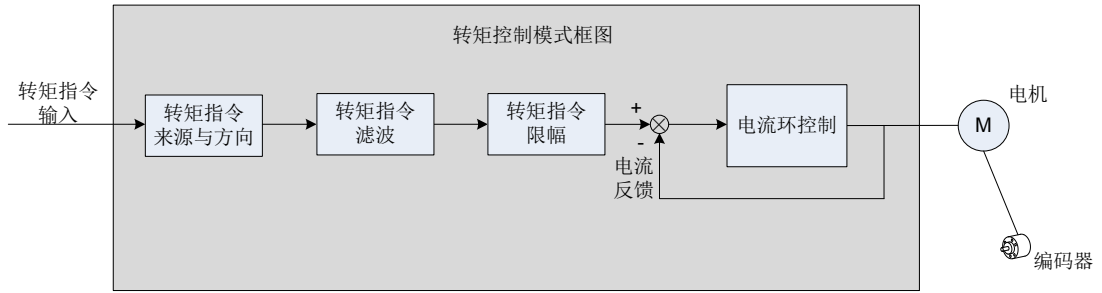 转矩控制模式框图
转矩指令
输入
转矩指令
来源与方向
转矩指令
滤波
转矩指令
限幅
+
-
电流
反馈
电流环控制
电机
M
编码器